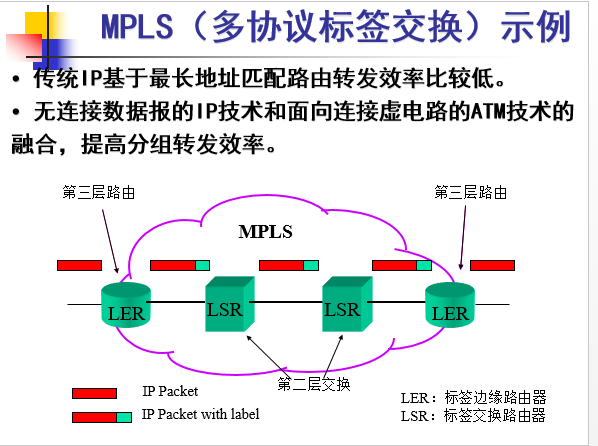 MPLS（多协议标签交换）示例
• 传统IP基于最长地址匹配路由转发效率比较低。
• 无连接数据报的IP技术和面向连接虚电路的ATM技术的
融合，提高分组转发效率。
第三层路由
第三层路由
MPLS
LER
LSR
LSR
LER
第二层交换
IP Packet
IP Packet with label
LER：标签边缘路由器
LSR：标签交换路由器